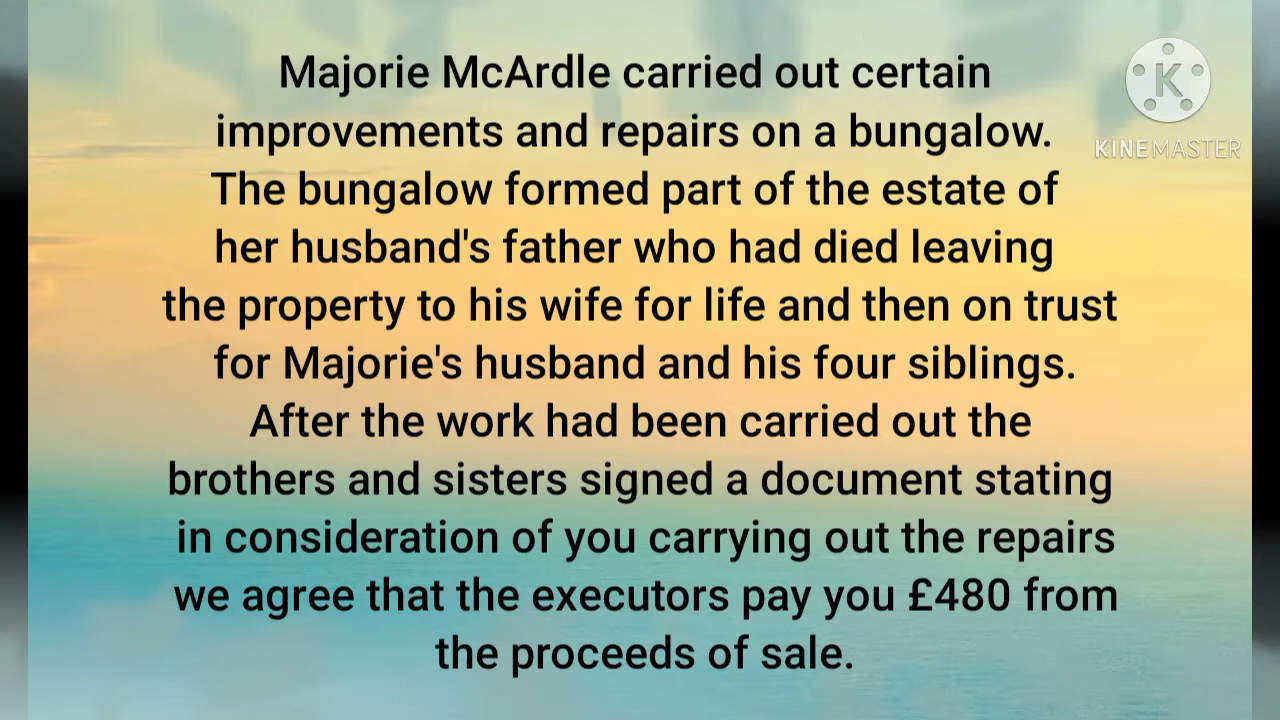 Majorie McArdle carried out certain
improvements and repairs on a bungalow.
The bungalow formed part of the estate of
her husband's father who had died leaving
the property to his wife for life and then on trust
for Majorie's husband and his four siblings.
After the work had been carried out the
brothers and sisters signed a document stating
in consideration of you carrying out the repairs
we agree that the executors pay you £480 from
the proceeds of sale.
K
KINEMASTER